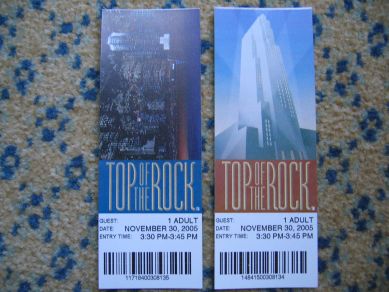 TOP OF THE ROCK
GUEST: 1 ADULT
DATE: NOVEMBER 30, 2005
ENTRY TIME: 3:30 PM-3:45 PM
11718400308135
TOP OF THE ROCK
GUEST: 1 ADULT
DATE: NOVEMBER 30, 2005
ENTRY TIME: 3:30 PM-3:45 PM
14841500308134